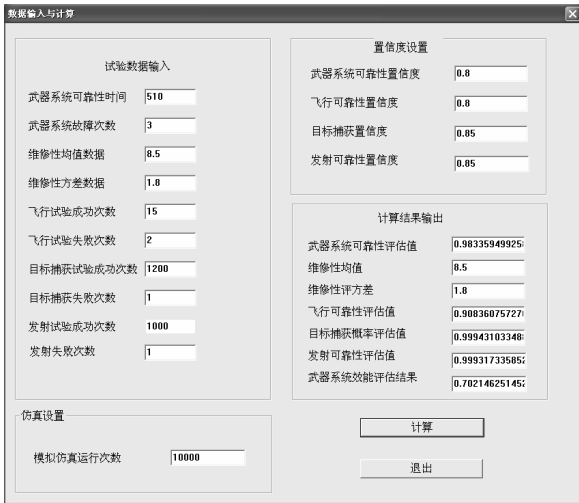 数据输入与计算
试验数据输入
武器系统可靠性时间 510
武器系统故障次数 3
维修性均值数据 8.5
维修性方差数据 1.8
飞行试验成功次数 15
飞行试验失败次数 2
目标捕获试验成功次数 1200
目标捕获失败次数 1
发射试验成功次数 1000
发射失败次数 1
仿真设置
模拟仿真运行次数 10000
置信度设置
武器系统可靠性置信度 0.8
飞行可靠性置信度 0.8
目标捕获置信度 0.85
发射可靠性置信度 0.85
计算结果输出
武器系统可靠性评估值 0.98335949925
维修性均值 8.5
维修性评方差 1.8
飞行可靠性评估值 0.9083607572
目标捕获概率评估值 0.9994310334
发射可靠性评估值 0.999317335852
武器系统效能评估结果 0.702146251452
计算
退出